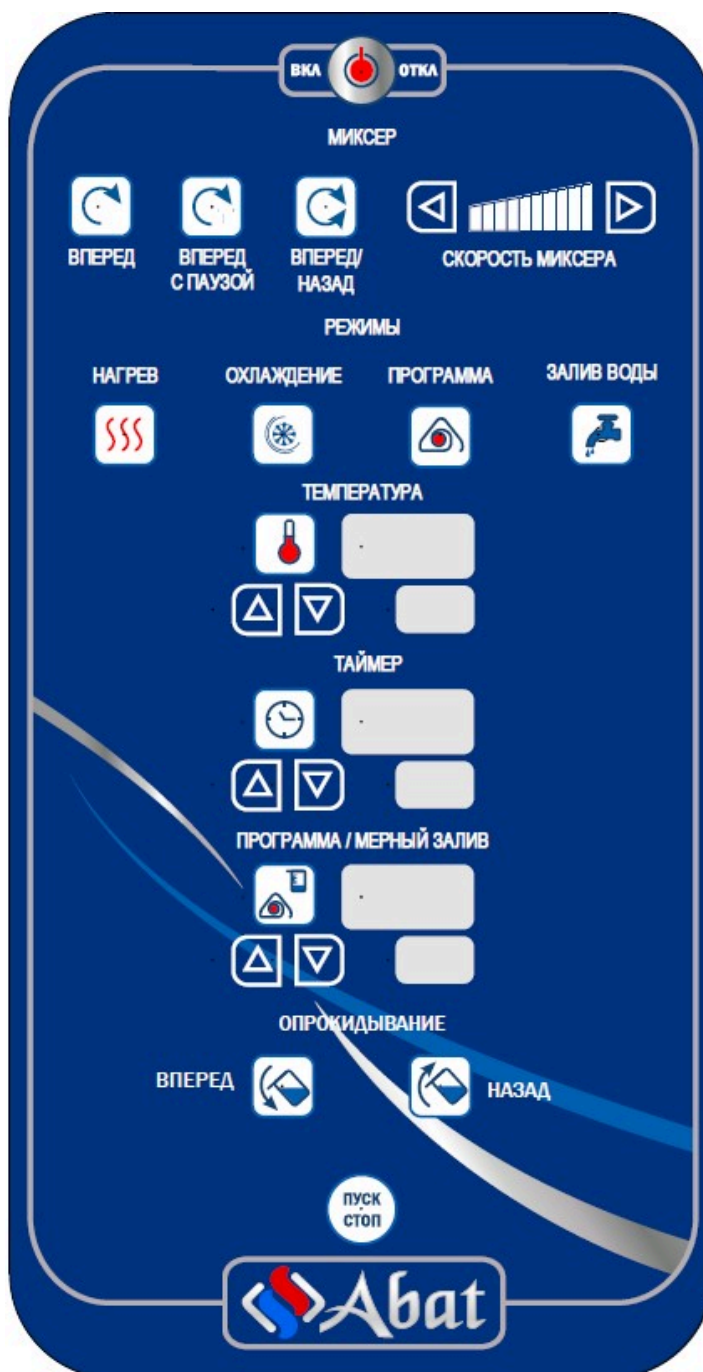 ВКЛ ОТКЛ
МИКСЕР
ВПЕРЕД
ВПЕРЕД
С ПАУЗОЙ
ВПЕРЕД/
НАЗАД
СКОРОСТЬ МИКСЕРА
РЕЖИМЫ
НАГРЕВ ОХЛАЖДЕНИЕ ПРОГРАММА ЗАЛИВ ВОДЫ
ТЕМПЕРАТУРА
ТАЙМЕР
ПРОГРАММА / МЕРНЫЙ ЗАЛИВ
ОПРОКИДЫВАНИЕ
ВПЕРЕД НАЗАД
ПУСК
СТОП
Abat